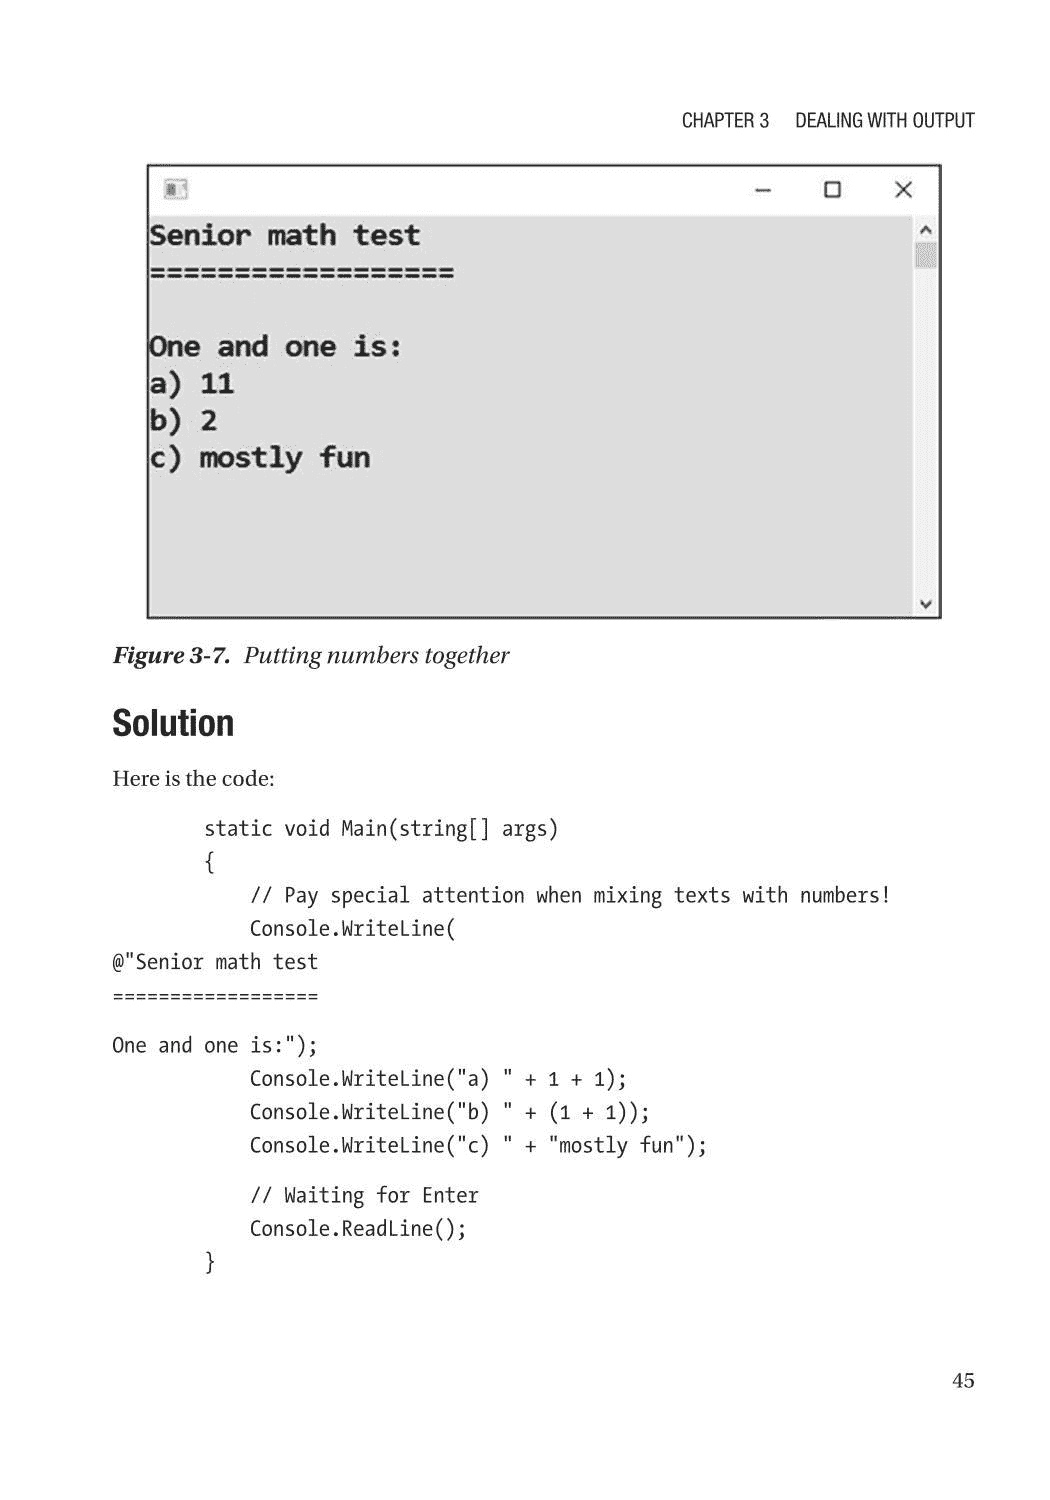 CHAPTER 3 DEALING WITH OUTPUT
Senior math test
==================
One and one is:
a) 11
b) 2
c) mostly fun
Figure 3-7. Putting numbers together
Solution
Here is the code:
static void Main(string[] args)
{
// Pay special attention when mixing texts with numbers!
Console.WriteLine(
@"Senior math test
==================
One and one is:");
Console.WriteLine("a) " + 1 + 1);
Console.WriteLine("b) " + (1 + 1));
Console.WriteLine("c) " + "mostly fun");
// Waiting for Enter
Console.ReadLine();
}
45